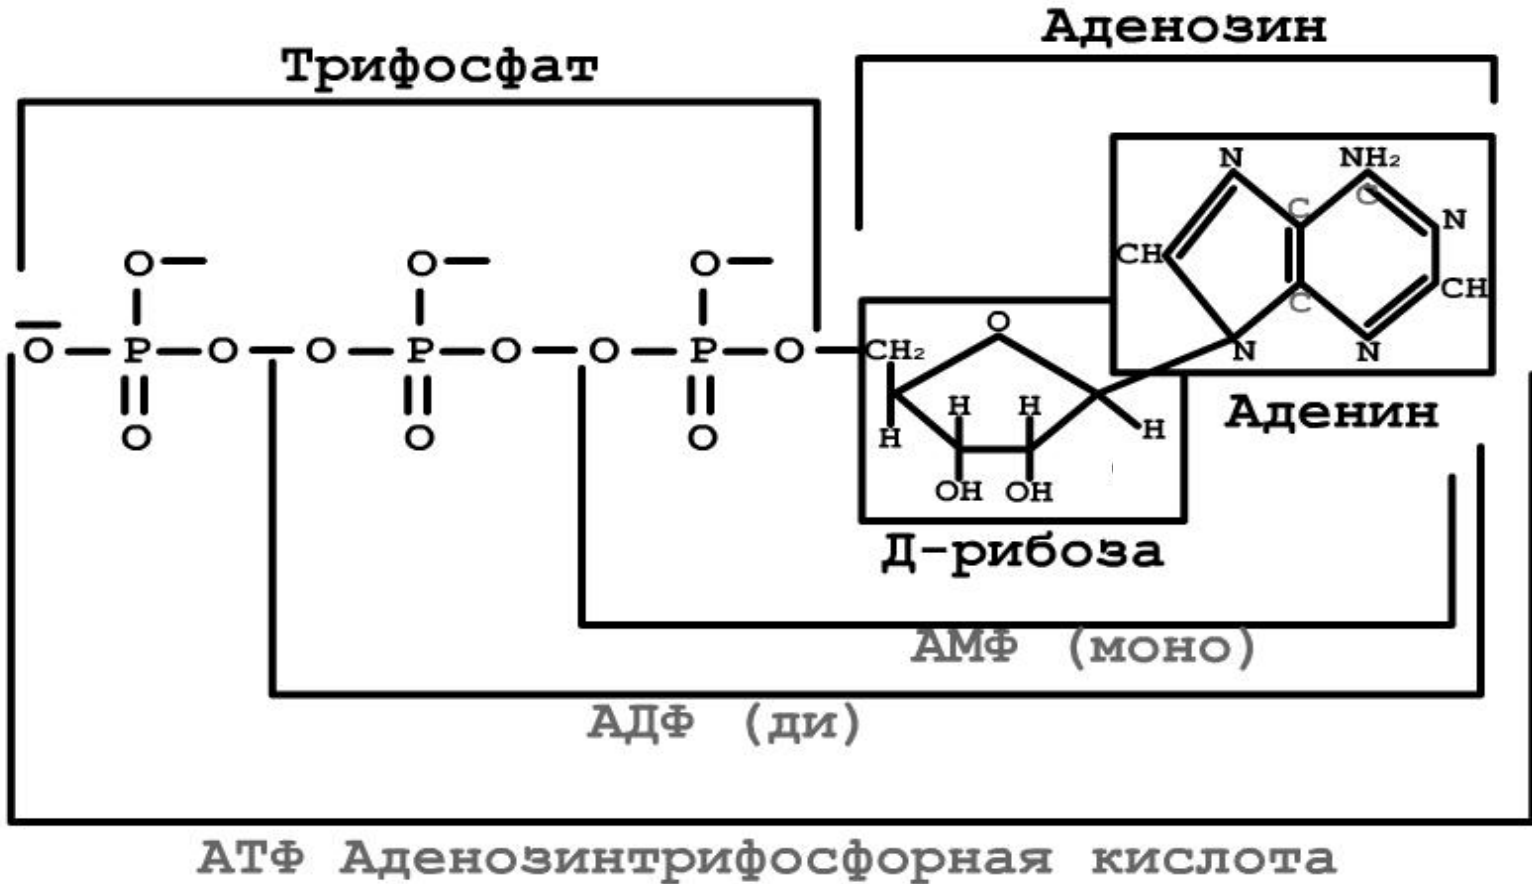 Аденозин
Трифосфат
N NH₂
C C
N
CH
CH
C
N N
O— O— O—
O
O—P—O—O—P—O—O—P—O—CH₂
O O O
H H
H H
OH OH
Аденин
Д-рибоза
АМФ (моно)
АДФ (ди)
АТФ Аденозинтрифосфорная кислота